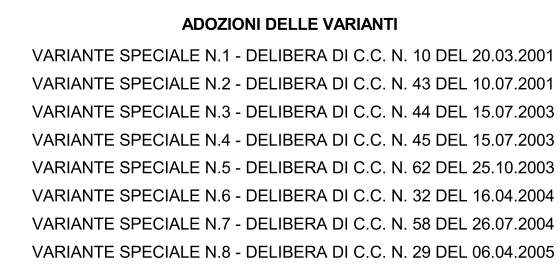 ADOZIONI DELLE VARIANTI
VARIANTE SPECIALE N.1 - DELIBERA DI C.C. N. 10 DEL 20.03.2001
VARIANTE SPECIALE N.2 - DELIBERA DI C.C. N. 43 DEL 10.07.2001
VARIANTE SPECIALE N.3 - DELIBERA DI C.C. N. 44 DEL 15.07.2003
VARIANTE SPECIALE N.4 - DELIBERA DI C.C. N. 45 DEL 15.07.2003
VARIANTE SPECIALE N.5 - DELIBERA DI C.C. N. 62 DEL 25.10.2003
VARIANTE SPECIALE N.6 - DELIBERA DI C.C. N. 32 DEL 16.04.2004
VARIANTE SPECIALE N.7 - DELIBERA DI C.C. N. 58 DEL 26.07.2004
VARIANTE SPECIALE N.8 - DELIBERA DI C.C. N. 29 DEL 06.04.2005